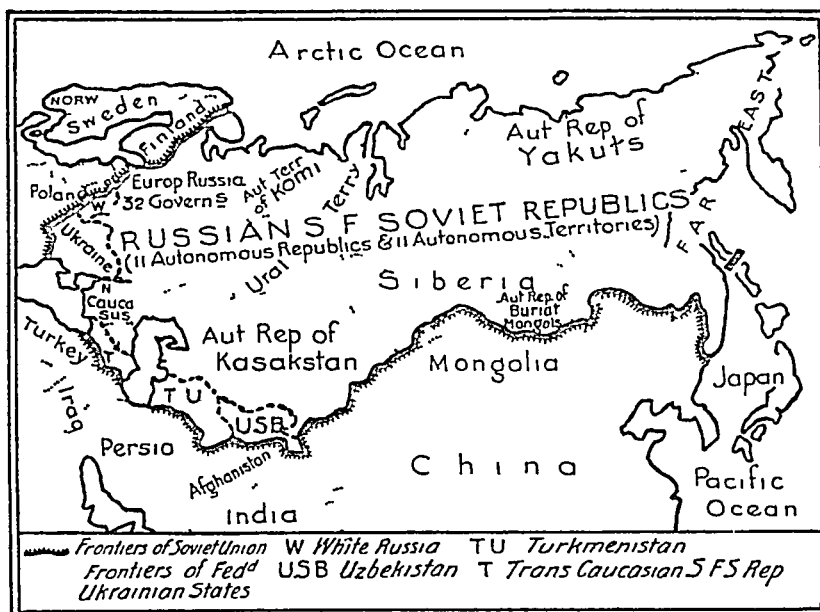 Arctic Ocean
NORW
Sweden
Finland
Aut Rep of
Yakuts
FAR EAST
Poland
W
Europ Russia
32 Governs
Aut Terr
of KOMI
Ural Terry
RUSSIAN S F SOVIET REPUBLICS
(11 Autonomous Republics & 11 Autonomous Territories)
Ukraine
Siberia
N
Cauca
sus
T
Aut Rep of
Buriat
Mongols
Turkey
Aut Rep of
Kasakstan
Mongolia
Japan
Iraq
TU
USB
Persia
Afghanistan
China
India
Pacific
Ocean
Frontiers of Soviet Union W White Russia TU Turkmenistan
Frontiers of Fedd USB Uzbekistan T Trans Caucasian S F S Rep
Ukrainian States